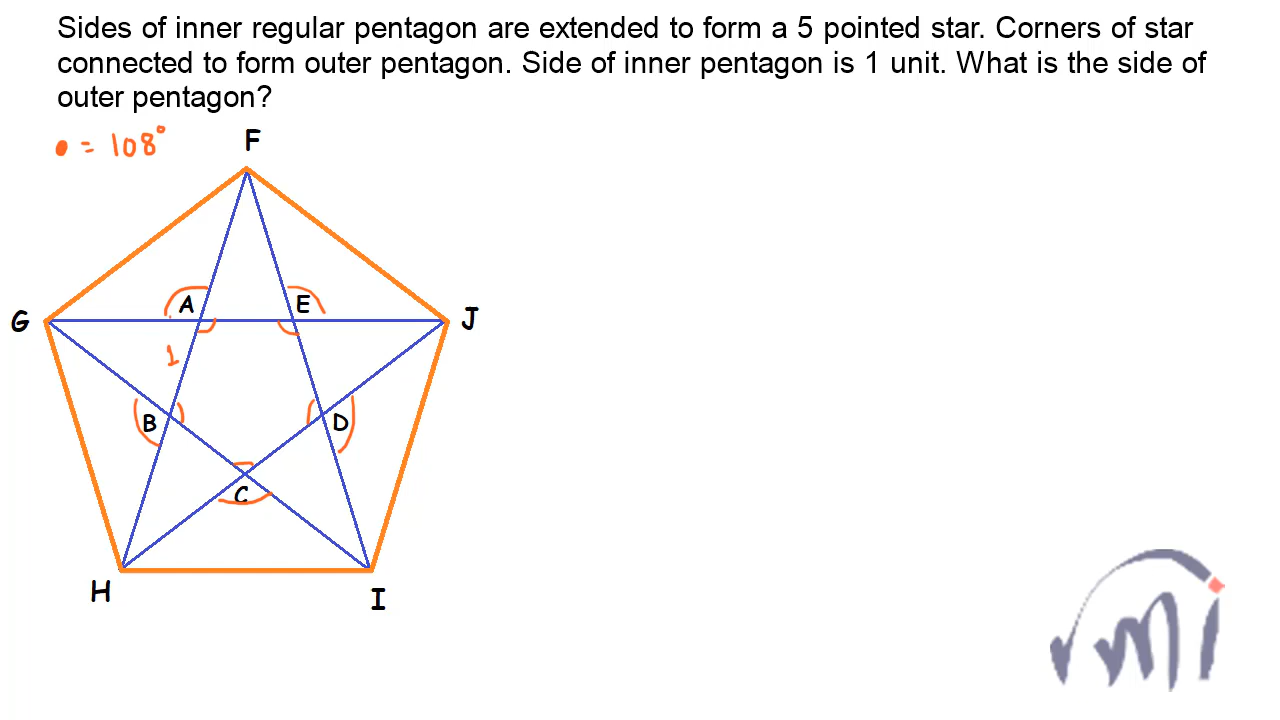 Sides of inner regular pentagon are extended to form a 5 pointed star. Corners of star
connected to form outer pentagon. Side of inner pentagon is 1 unit. What is the side of
outer pentagon?
= 108°
F
A
E
G
J
1
B
D
C
H
I
vmi